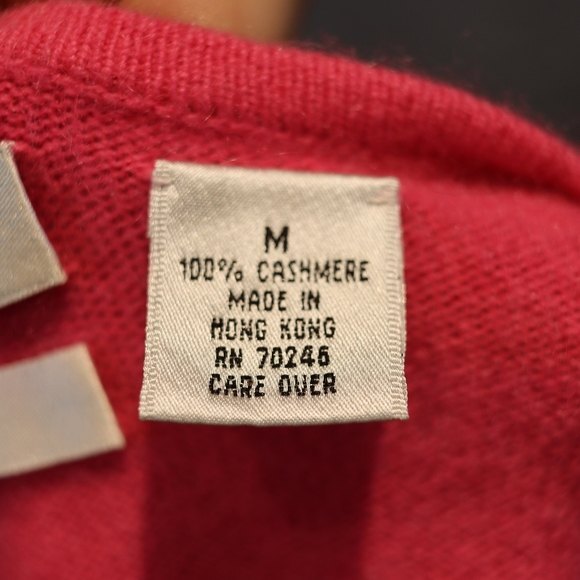 M
100% CASHMERE
MADE IN
HONG KONG
RN 70246
CARE OVER